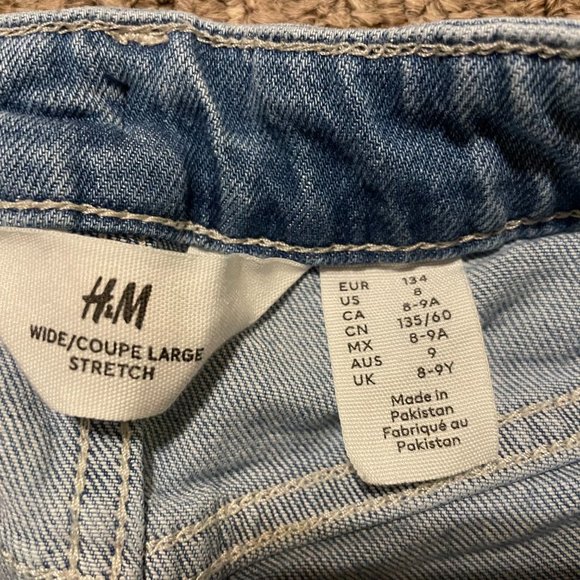 H&M
WIDE/COUPE LARGE
STRETCH
EUR 134
US 8
CA 8-9A
CN 135/60
MX 8-9A
AUS 9
UK 8-9Y
Made in
Pakistan
Fabriqué au
Pakistan